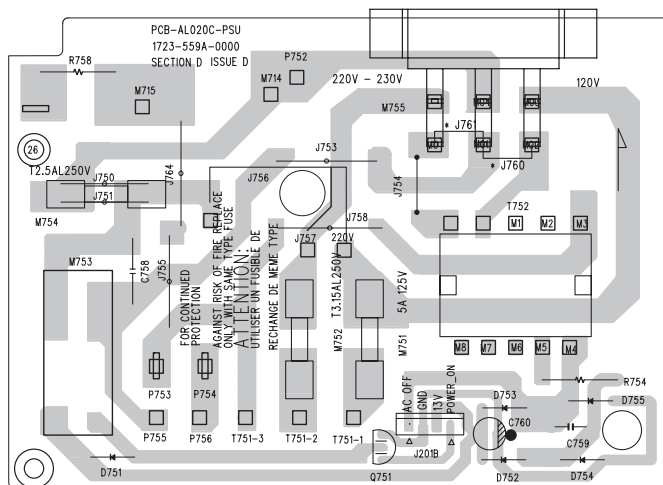 PCB-AL020C-PSU
1723-559A-0000
SECTION D ISSUE D
P752
R758
M714
M715
220V - 230V
120V
M755
* J761
* J760
26
T2.5AL250V
J750
J751
M754
J764
J753
J756
J754
T752
M1
M2
M3
J758
J757
220V
M753
C758
J755
FOR CONTINUED
PROTECTION
AGAINST RISK OF FIRE REPLACE
ONLY WITH SAME TYPE FUSE
ATTENTION:
UTILISER UN FUSIBLE DE
RECHANGE DE MEME TYPE
T3.15AL250V
M752
5A 125V
M751
M8
M7
M6
M5
M4
P753
P754
R754
P755
P756
T751-3
T751-2
T751-1
AC OFF
GND
13V
POWER_ON
D753
D755
C760
C759
J201B
D751
Q751
D752
D754